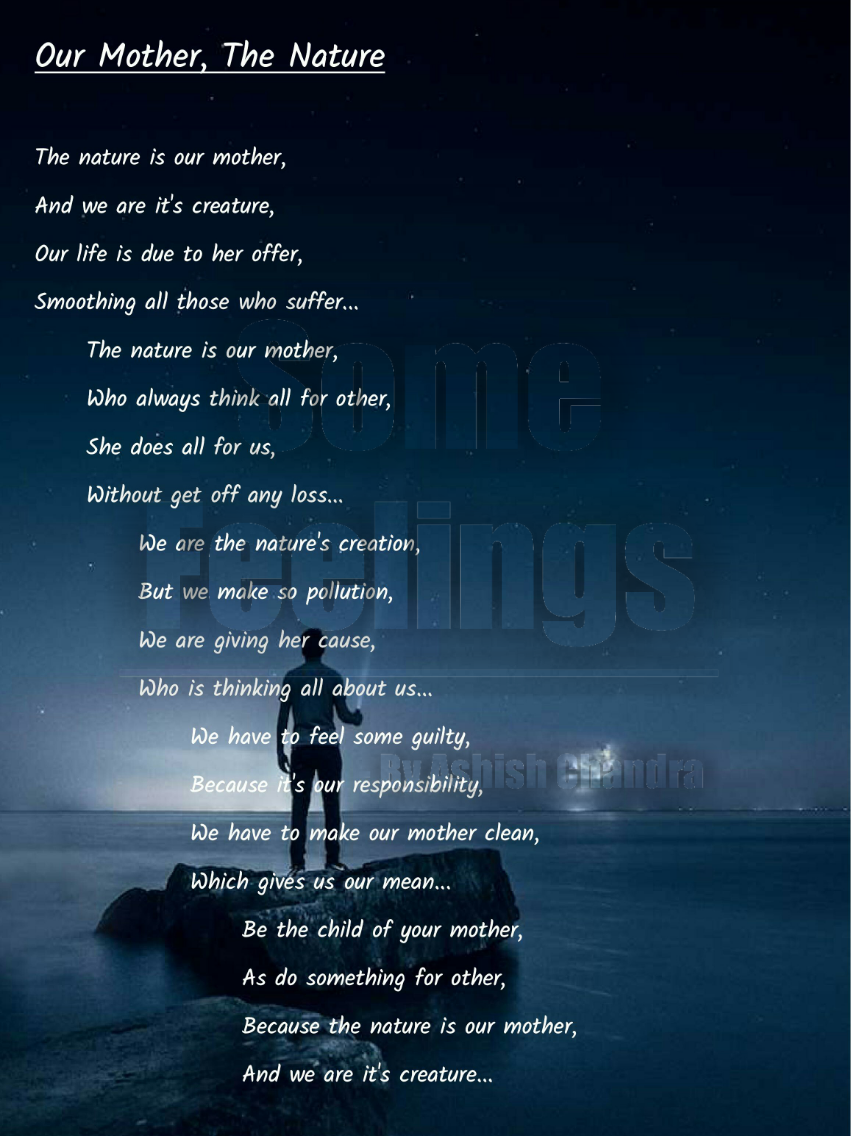 Our Mother, The Nature
The nature is our mother,
And we are it's creature,
Our life is due to her offer,
Smoothing all those who suffer...
The nature is our mother,
Who always think all for other,
She does all for us,
Without get off any loss...
We are the nature's creation,
But we make so pollution,
We are giving her cause,
Who is thinking all about us...
We have to feel some guilty,
Because it's our responsibility,
We have to make our mother clean,
Which gives us our mean...
Be the child of your mother,
As do something for other,
Because the nature is our mother,
And we are it's creature...
Some
Feelings
By Ashish Chandra